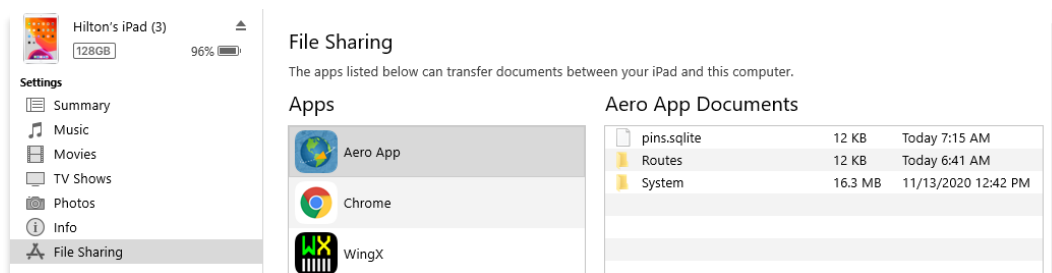 Hilton's iPad (3)
128GB
96%
Settings
Summary
Music
Movies
TV Shows
Photos
Info
File Sharing
File Sharing
The apps listed below can transfer documents between your iPad and this computer.
Apps
Aero App
Chrome
WX
WingX
Aero App Documents
pins.sqlite 12 KB Today 7:15 AM
Routes 12 KB Today 6:41 AM
System 16.3 MB 11/13/2020 12:42 PM